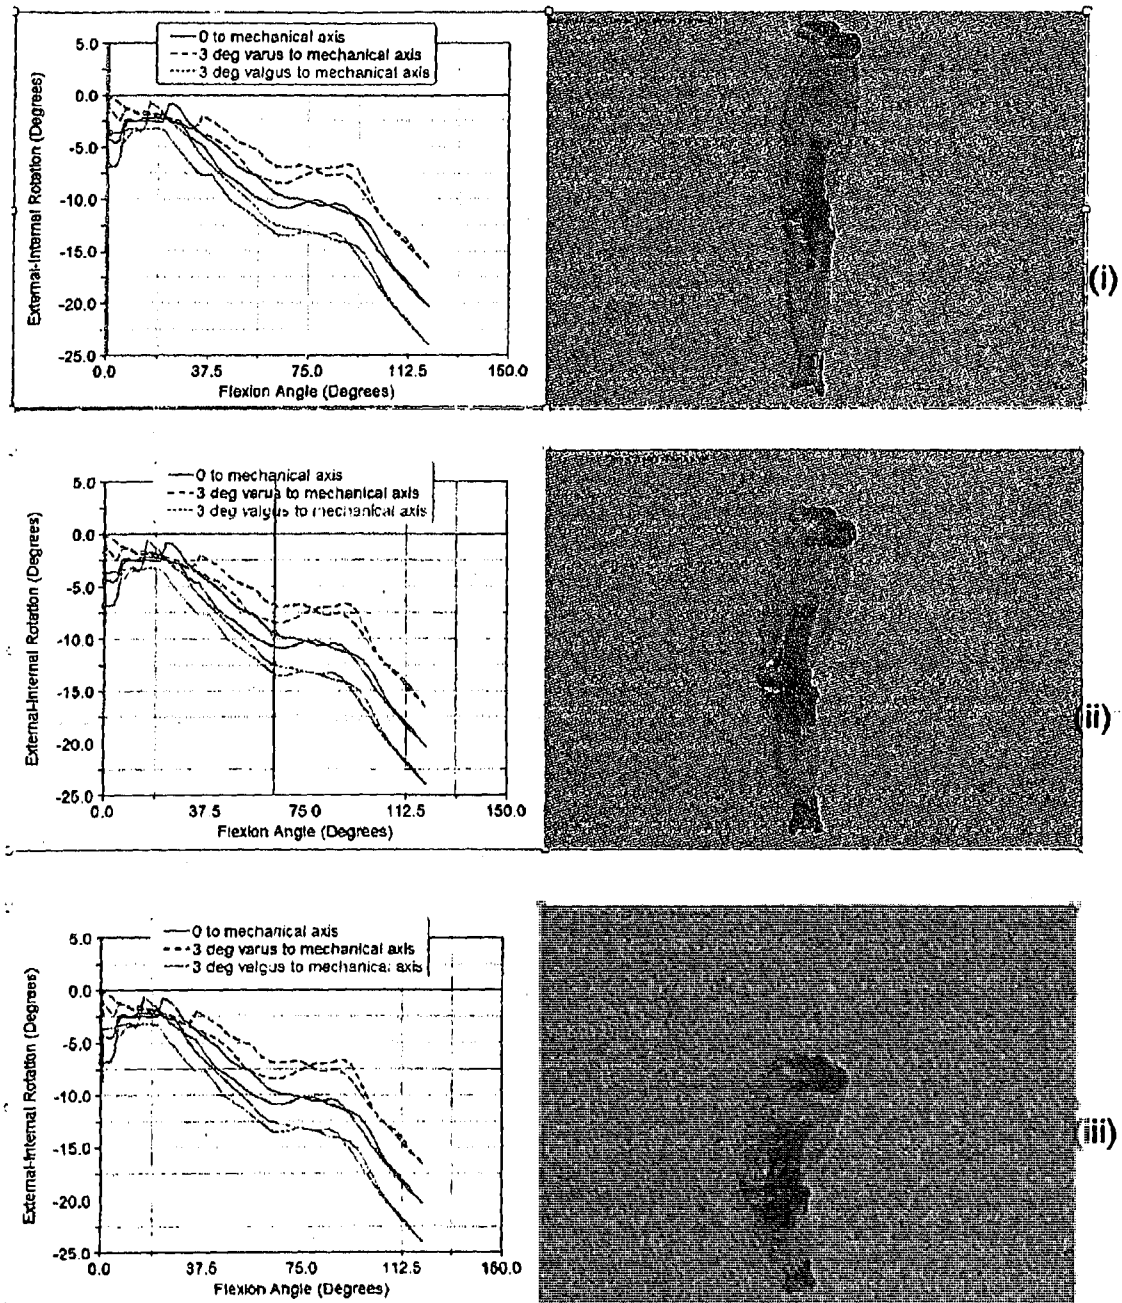 0 to mechanical axis
3 deg varus to mechanical axis
3 deg valgus to mechanical axis
5.0
0.0
-5.0
-10.0
-15.0
-20.0
-25.0
0.0 37.5 75.0 112.5 150.0
External-Internal Rotation (Degrees)
Flexion Angle (Degrees)
(i)
0 to mechanical axis
3 deg varus to mechanical axis
3 deg valgus to mechanical axis
5.0
0.0
-5.0
-10.0
-15.0
-20.0
-25.0
0.0 37 5 75 0 112.5 150.0
External-Internal Rotation (Degrees)
Flexion Angle (Degrees)
(ii)
0 to mechanical axis
3 deg varus to mechanical axis
3 deg valgus to mechanical axis
5.0
0.0
-5.0
-10.0
-15.0
-20.0
-25.0
0.0 37.5 75.0 112.5 150.0
External-Internal Rotation (Degrees)
Flexion Angle (Degrees)
(iii)